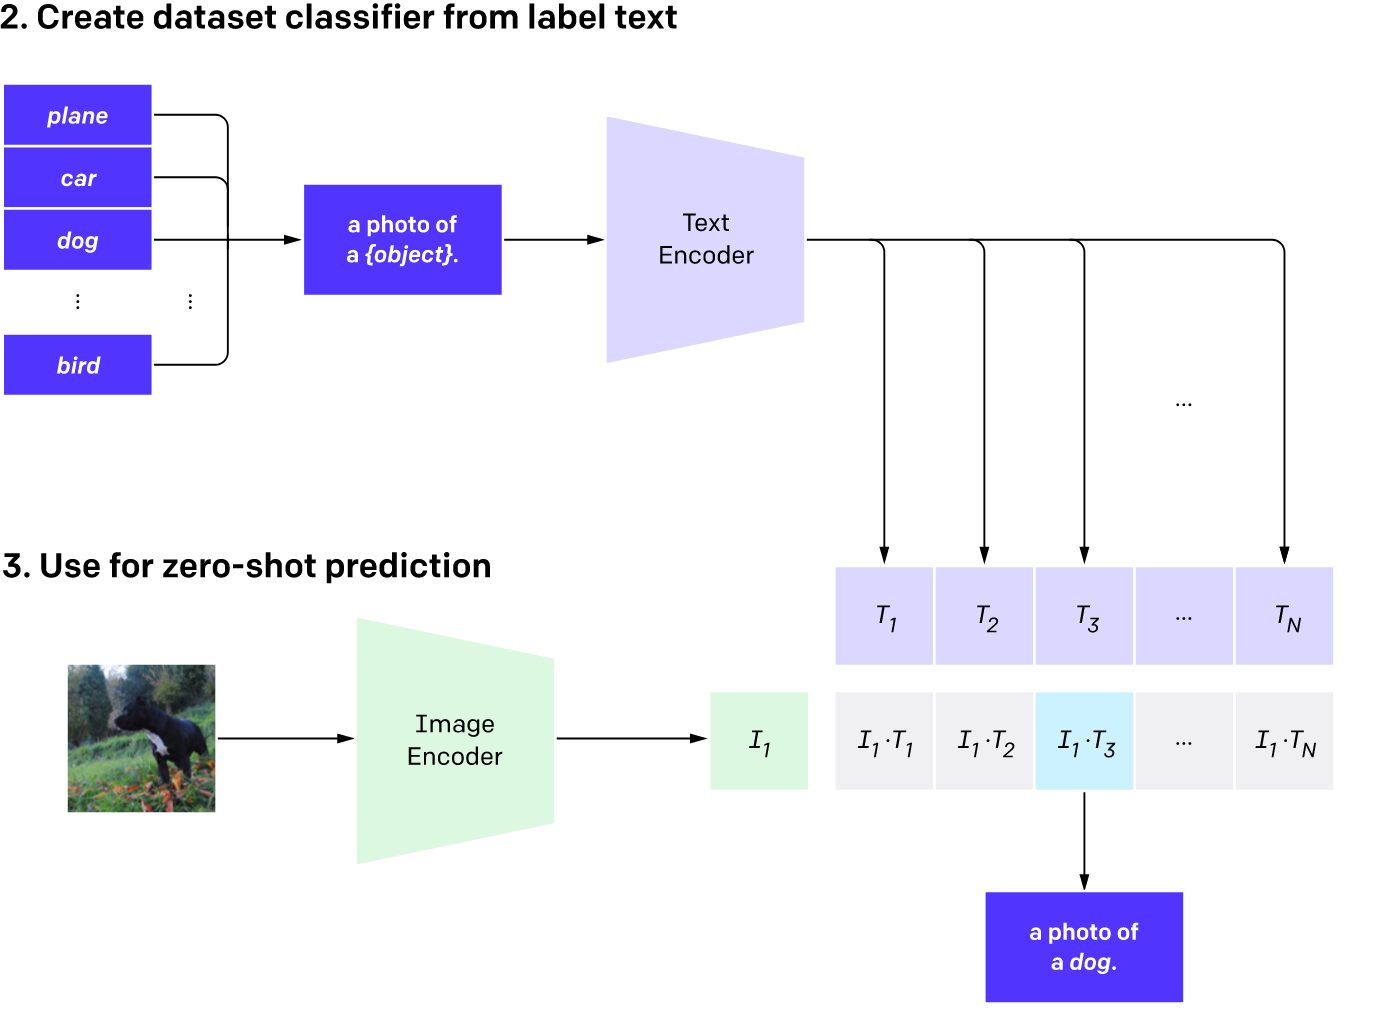 2. Create dataset classifier from label text
plane
car
dog
⋮ ⋮
bird
a photo of
a {object}.
Text
Encoder
...
3. Use for zero-shot prediction
Image
Encoder
T₁ T₂ T₃ ... T_N
I₁ I₁·T₁ I₁·T₂ I₁·T₃ ... I₁·T_N
a photo of
a dog.